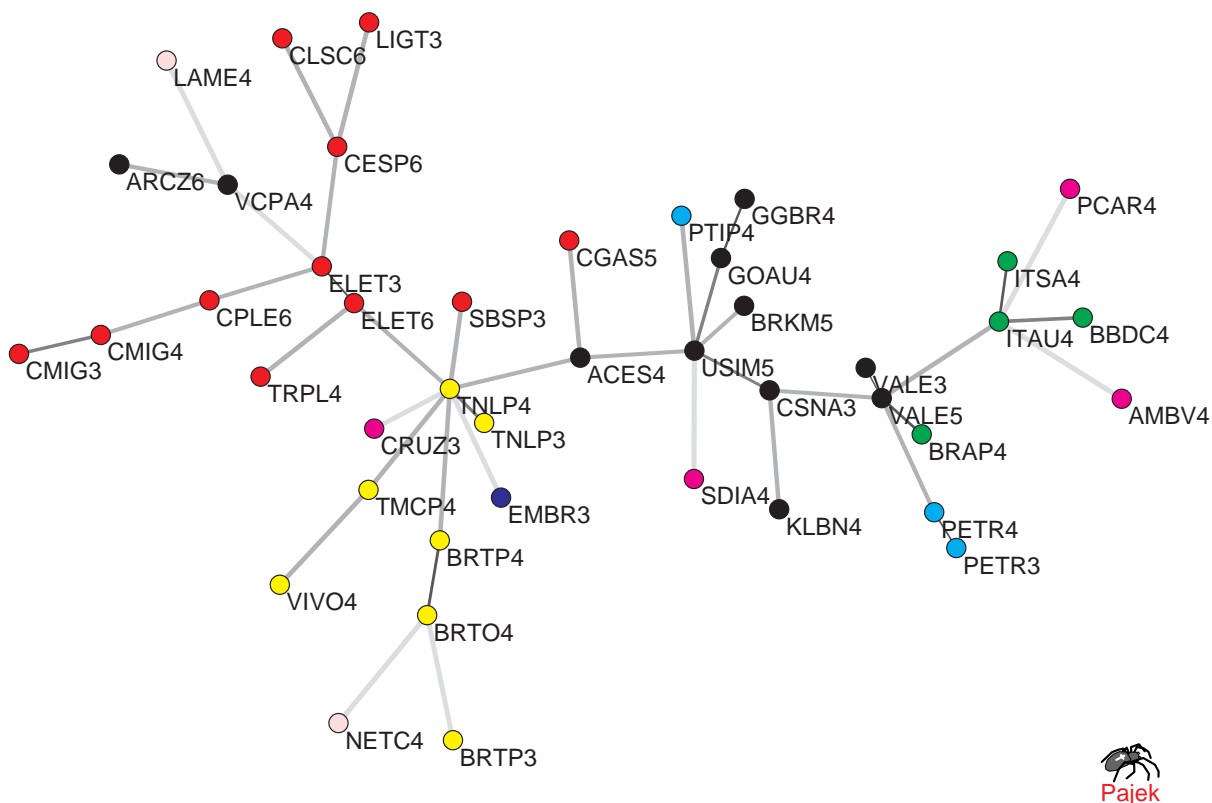 LIGT3
CLSC6
LAME4
CESP6
ARCZ6
VCPA4
PCAR4
GGBR4
PTIP4
CGAS5
GOAU4
ITSA4
ELET3
CPLE6
ELET6
SBSP3
BRKM5
ITAU4
BBDC4
CMIG4
CMIG3
TRPL4
ACES4
USIM5
VALE3
CSNA3
VALE5
TNLP4
AMBV4
CRUZ3
TNLP3
BRAP4
SDIA4
TMCP4
EMBR3
KLBN4
PETR4
BRTP4
PETR3
VIVO4
BRTO4
NETC4
BRTP3
Pajek